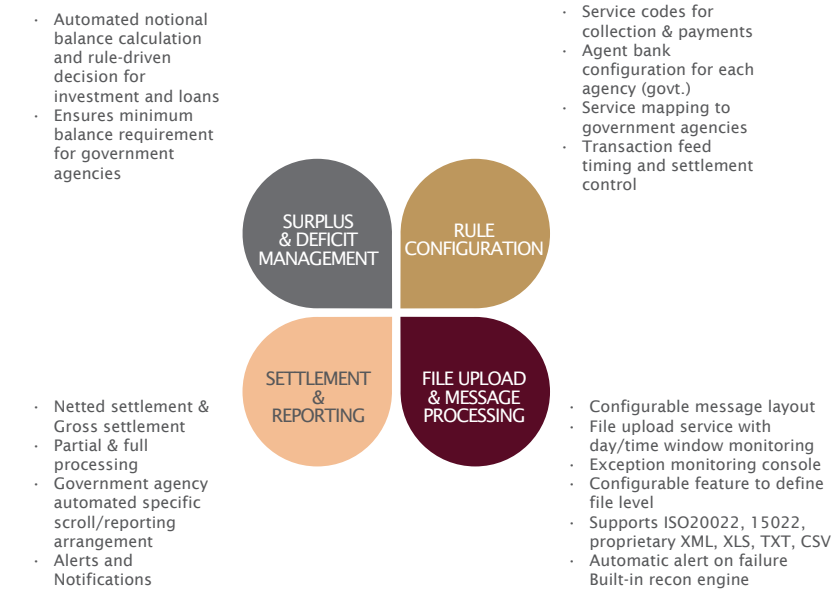 · Automated notional
balance calculation
and rule-driven
decision for
investment and loans
· Ensures minimum
balance requirement
for government
agencies
· Service codes for
collection & payments
· Agent bank
configuration for each
agency (govt.)
· Service mapping to
government agencies
· Transaction feed
timing and settlement
control
SURPLUS
& DEFICIT
MANAGEMENT
RULE
CONFIGURATION
SETTLEMENT
&
REPORTING
FILE UPLOAD
& MESSAGE
PROCESSING
· Netted settlement &
Gross settlement
· Partial & full
processing
· Government agency
automated specific
scroll/reporting
arrangement
· Alerts and
Notifications
· Configurable message layout
· File upload service with
day/time window monitoring
· Exception monitoring console
· Configurable feature to define
file level
· Supports ISO20022, 15022,
proprietary XML, XLS, TXT, CSV
· Automatic alert on failure
Built-in recon engine